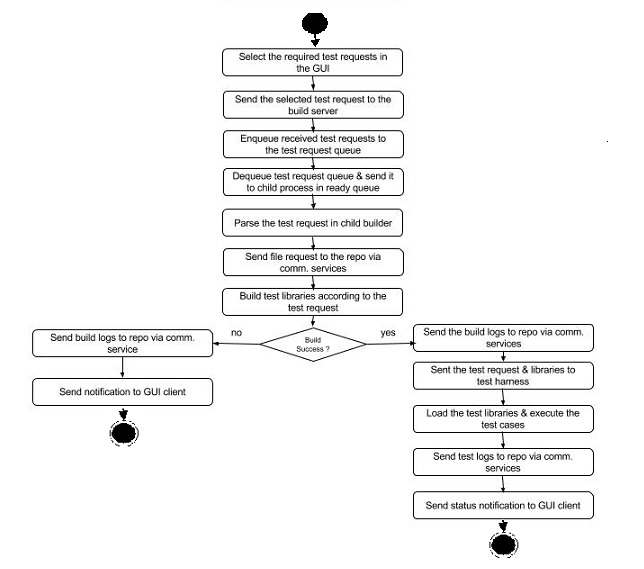 Select the required test requests in
the GUI
Send the selected test request to the
build server
Enqueue received test requests to
the test request queue
Dequeue test request queue & send it
to child process in ready queue
Parse the test request in child builder
Send file request to the repo via
comm. services
Build test libraries according to the
test request
no
Build
Success ?
yes
Send build logs to repo via comm.
service
Send notification to GUI client
Send the build logs to repo via comm.
services
Sent the test request & libraries to
test harness
Load the test libraries & execute the
test cases
Send test logs to repo via comm.
services
Send status notification to GUI client